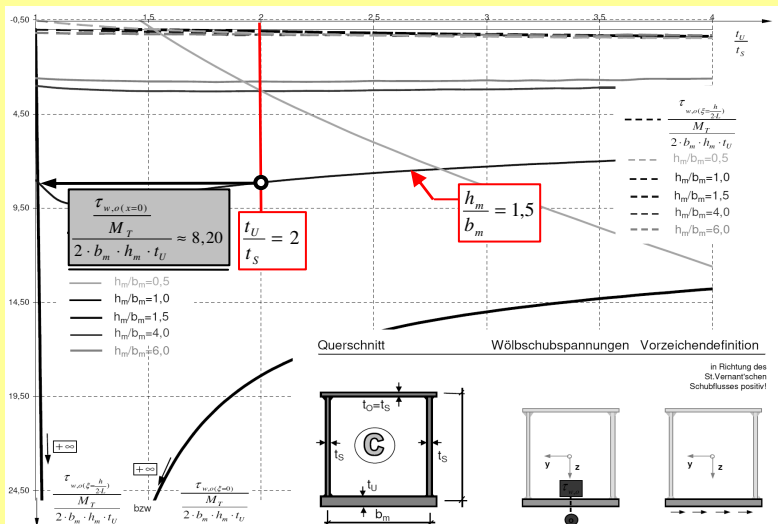 -0,50
1,5
2
2,5
3
3,5
4
t_U
t_S
4,50
9,50
14,50
19,50
24,50
τ_w,o(ξ=h/2L)
M_T
2·b_m·h_m·t_U
h_m/b_m=0,5
h_m/b_m=1,0
h_m/b_m=1,5
h_m/b_m=4,0
h_m/b_m=6,0
τ_w,o(x=0)
M_T
2·b_m·h_m·t_U ≈ 8,20
t_U/t_S = 2
h_m/b_m = 1,5
h_m/b_m=0,5
h_m/b_m=1,0
h_m/b_m=1,5
h_m/b_m=4,0
h_m/b_m=6,0
+∞
+∞
τ_w,o(ξ=h/2L)
M_T
2·b_m·h_m·t_U
bzw
τ_w,o(ξ=0)
M_T
2·b_m·h_m·t_U
Querschnitt Wölbschubspannungen Vorzeichendefinition
in Richtung des
St.Vernant'schen
Schubflusses positiv!
t_O=t_S
C
t_S
t_S
t_U
b_m
y
z
y
z